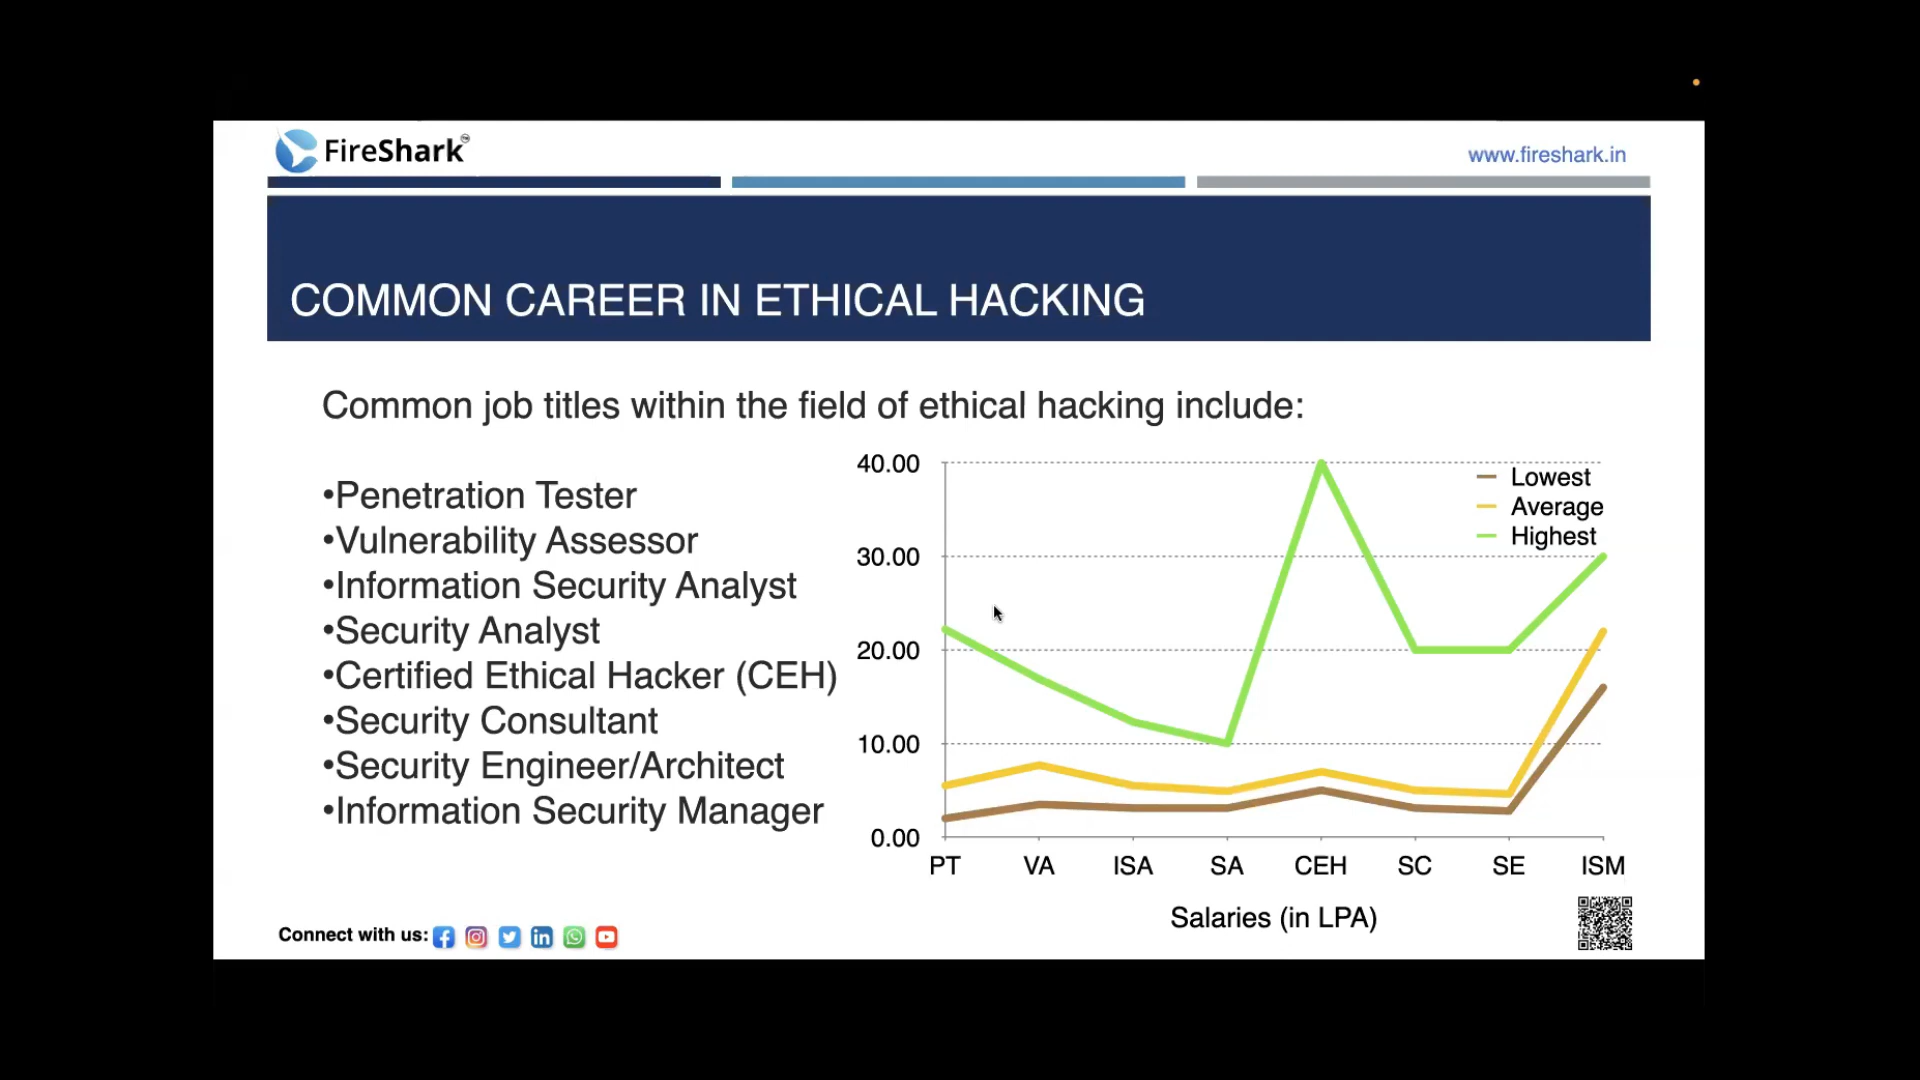 FireShark™
www.fireshark.in
COMMON CAREER IN ETHICAL HACKING
Common job titles within the field of ethical hacking include:
•Penetration Tester
•Vulnerability Assessor
•Information Security Analyst
•Security Analyst
•Certified Ethical Hacker (CEH)
•Security Consultant
•Security Engineer/Architect
•Information Security Manager
40.00
30.00
20.00
10.00
0.00
Lowest
Average
Highest
PT VA ISA SA CEH SC SE ISM
Salaries (in LPA)
Connect with us: